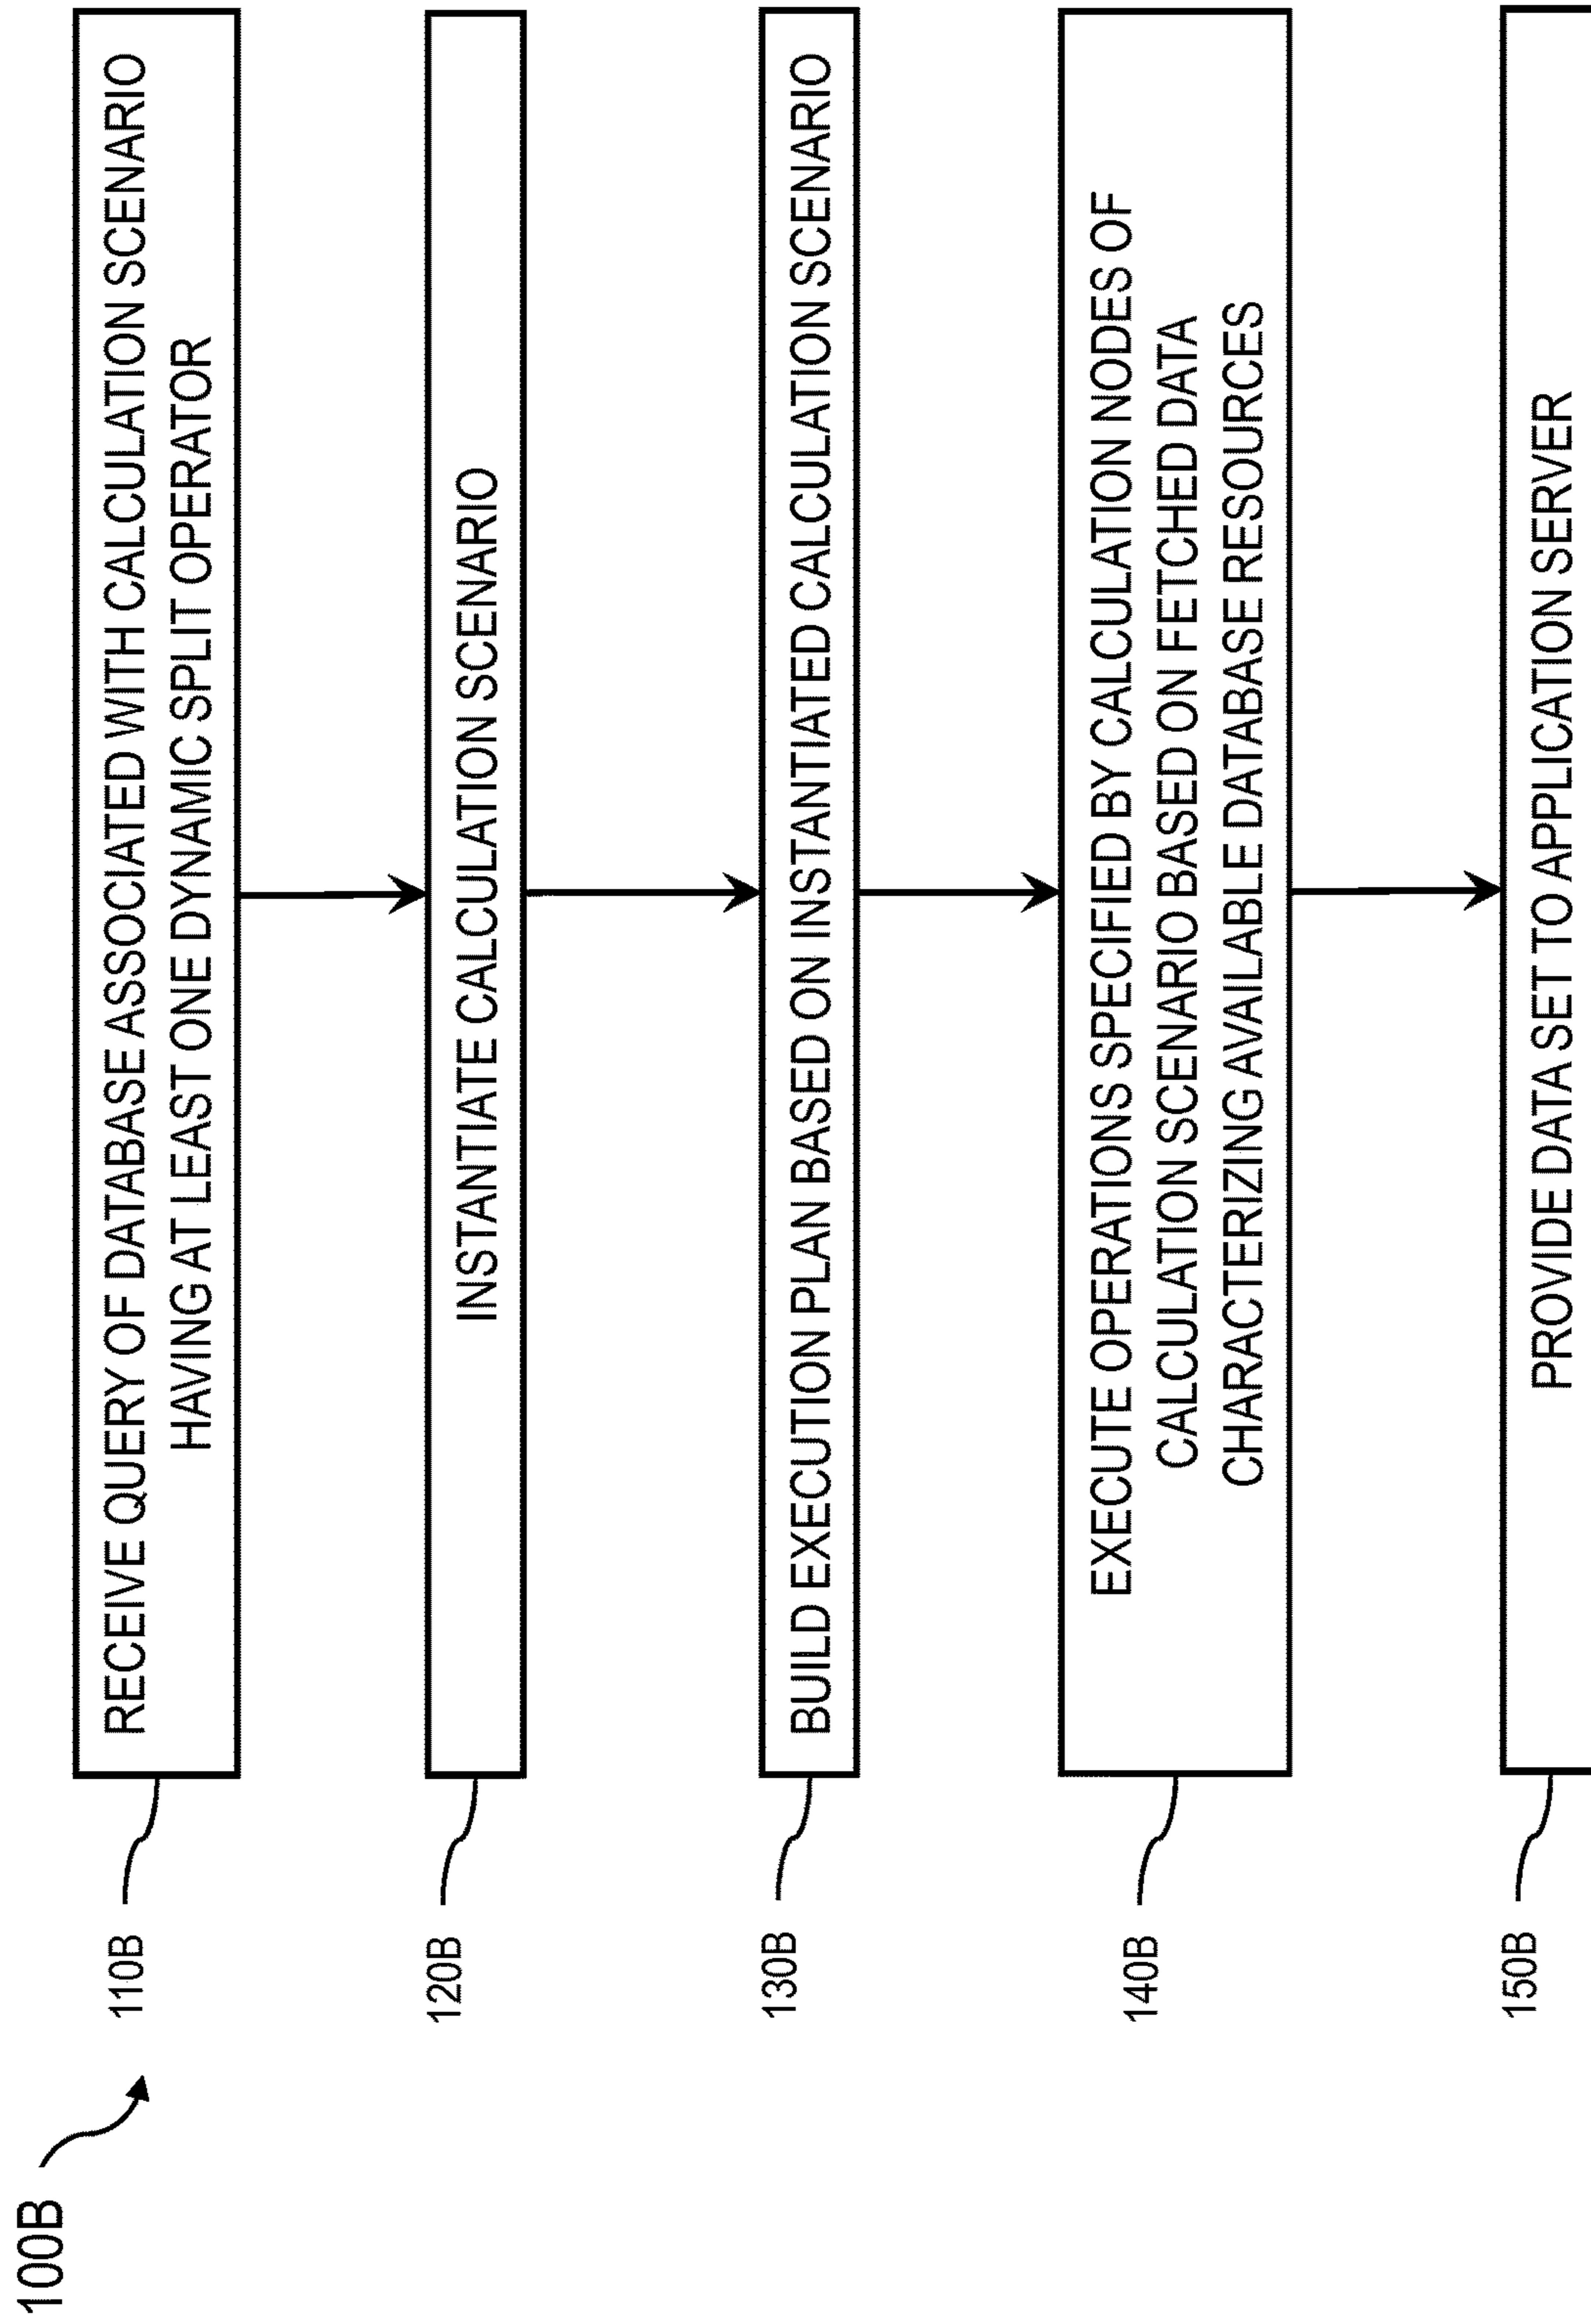 100B
110B
RECEIVE QUERY OF DATABASE ASSOCIATED WITH CALCULATION SCENARIO
HAVING AT LEAST ONE DYNAMIC SPLIT OPERATOR
120B
INSTANTIATE CALCULATION SCENARIO
130B
BUILD EXECUTION PLAN BASED ON INSTANTIATED CALCULATION SCENARIO
140B
EXECUTE OPERATIONS SPECIFIED BY CALCULATION NODES OF
CALCULATION SCENARIO BASED ON FETCHED DATA
CHARACTERIZING AVAILABLE DATABASE RESOURCES
150B
PROVIDE DATA SET TO APPLICATION SERVER